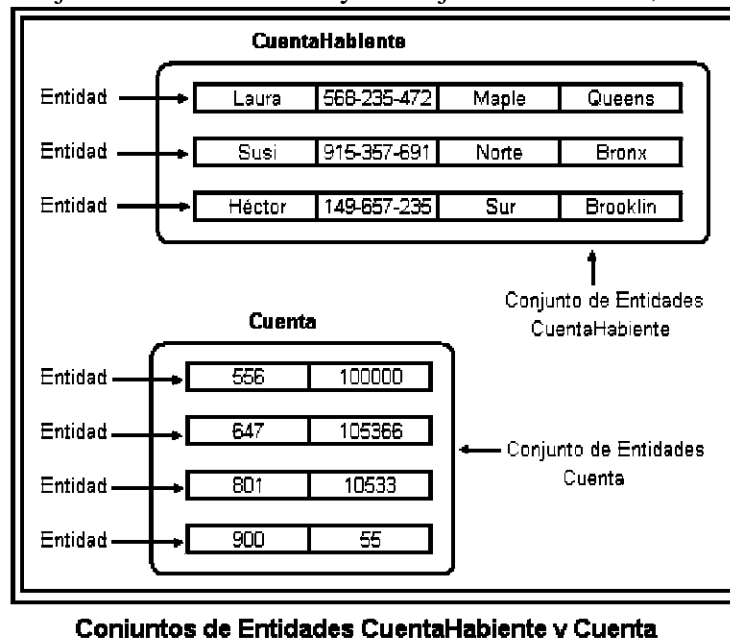 CuentaHabiente
Entidad Laura 568-235-472 Maple Queens
Entidad Susi 915-357-691 Norte Bronx
Entidad Héctor 149-657-235 Sur Brooklin
Conjunto de Entidades
CuentaHabiente
Cuenta
Entidad 556 100000
Entidad 647 105366
Entidad 801 10533
Entidad 900 55
Conjunto de Entidades
Cuenta
Conjuntos de Entidades CuentaHabiente y Cuenta